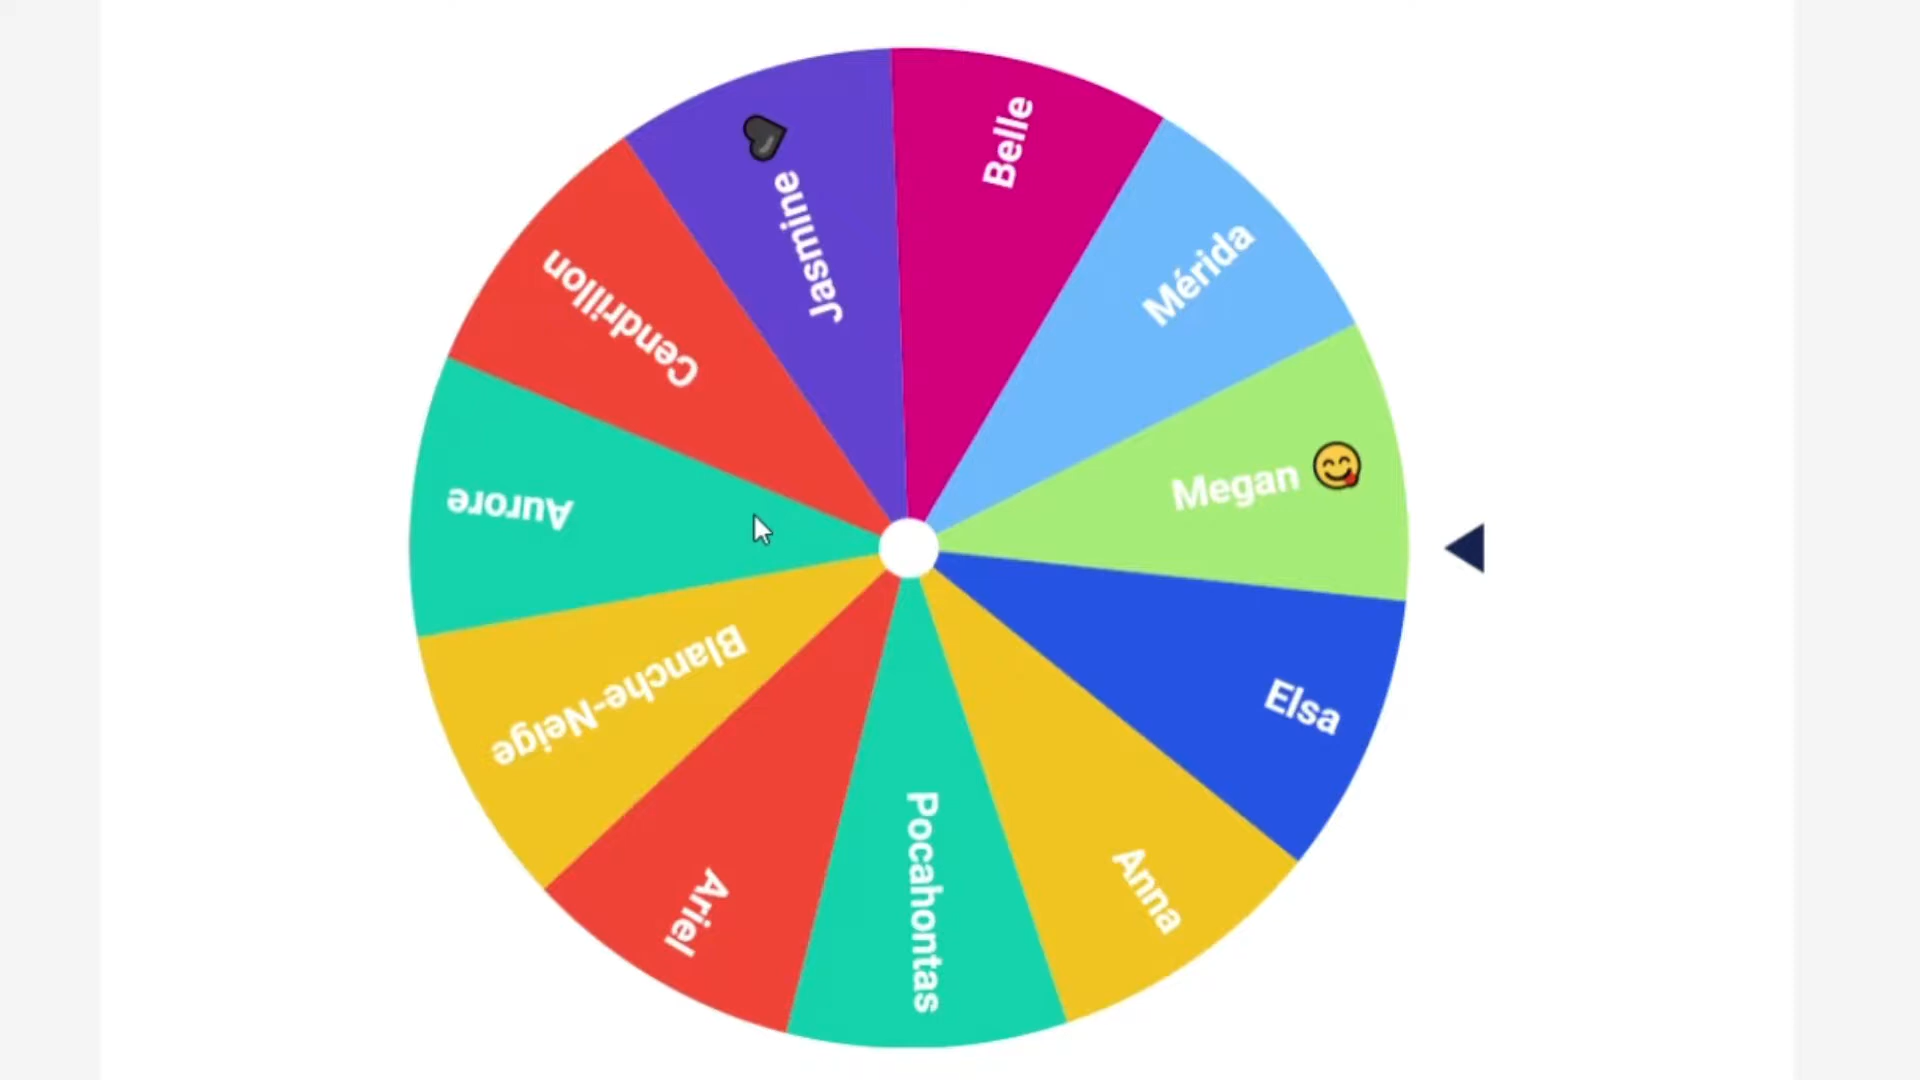 Belle
Mérida
Megan 😋
Elsa
Anna
Pocahontas
Ariel
Blanche-Neige
Aurore
Cendrillon
Jasmine 🖤